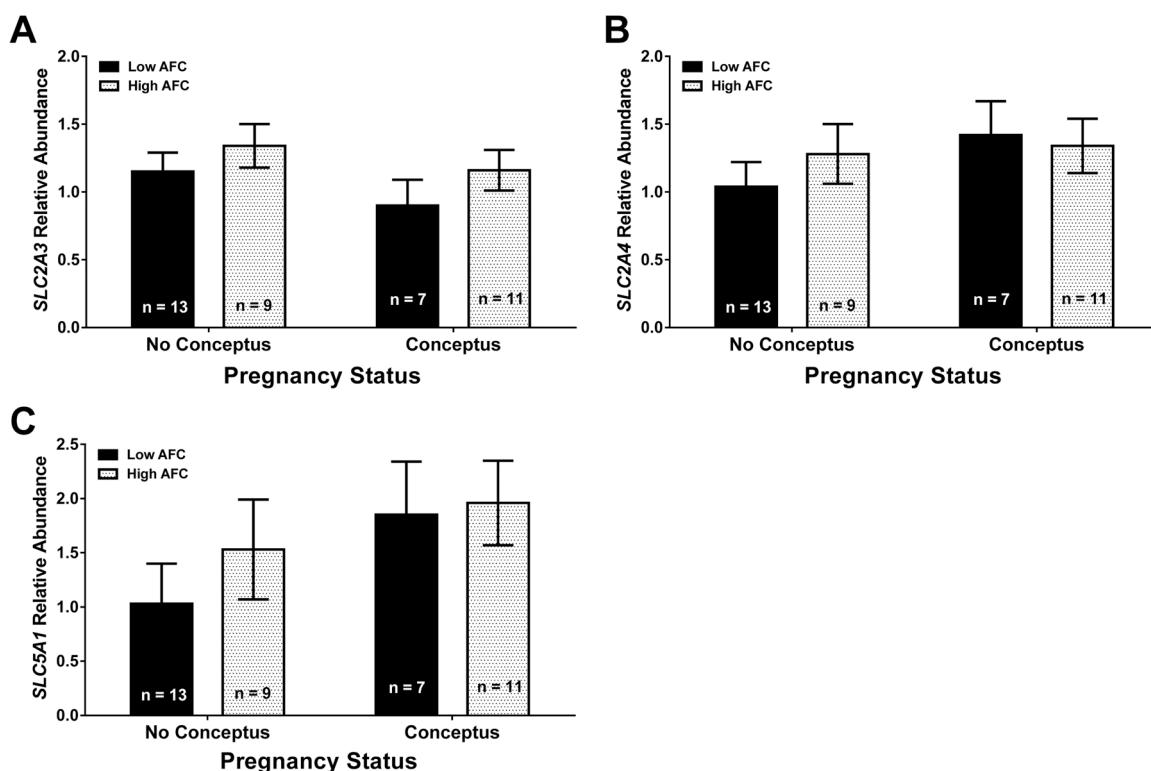 A
SLC2A3 Relative Abundance
2.0
1.5
1.0
0.5
0.0
Low AFC
High AFC
n = 13
n = 9
n = 7
n = 11
No Conceptus
Conceptus
Pregnancy Status
B
SLC2A4 Relative Abundance
2.0
1.5
1.0
0.5
0.0
Low AFC
High AFC
n = 13
n = 9
n = 7
n = 11
No Conceptus
Conceptus
Pregnancy Status
C
SLC5A1 Relative Abundance
2.5
2.0
1.5
1.0
0.5
0.0
Low AFC
High AFC
n = 13
n = 9
n = 7
n = 11
No Conceptus
Conceptus
Pregnancy Status